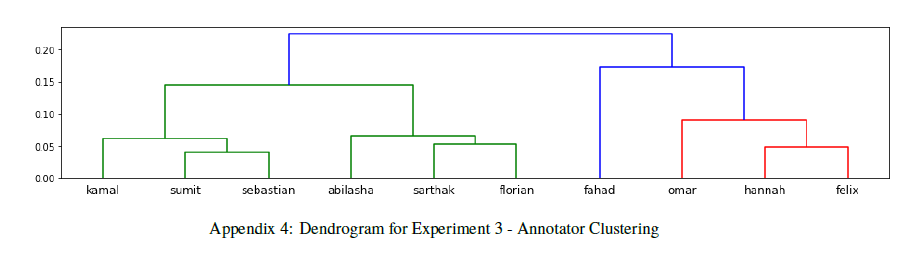 0.20
0.15
0.10
0.05
0.00
kamal sumit sebastian abilasha sarthak florian fahad omar hannah felix
Appendix 4: Dendrogram for Experiment 3 - Annotator Clustering